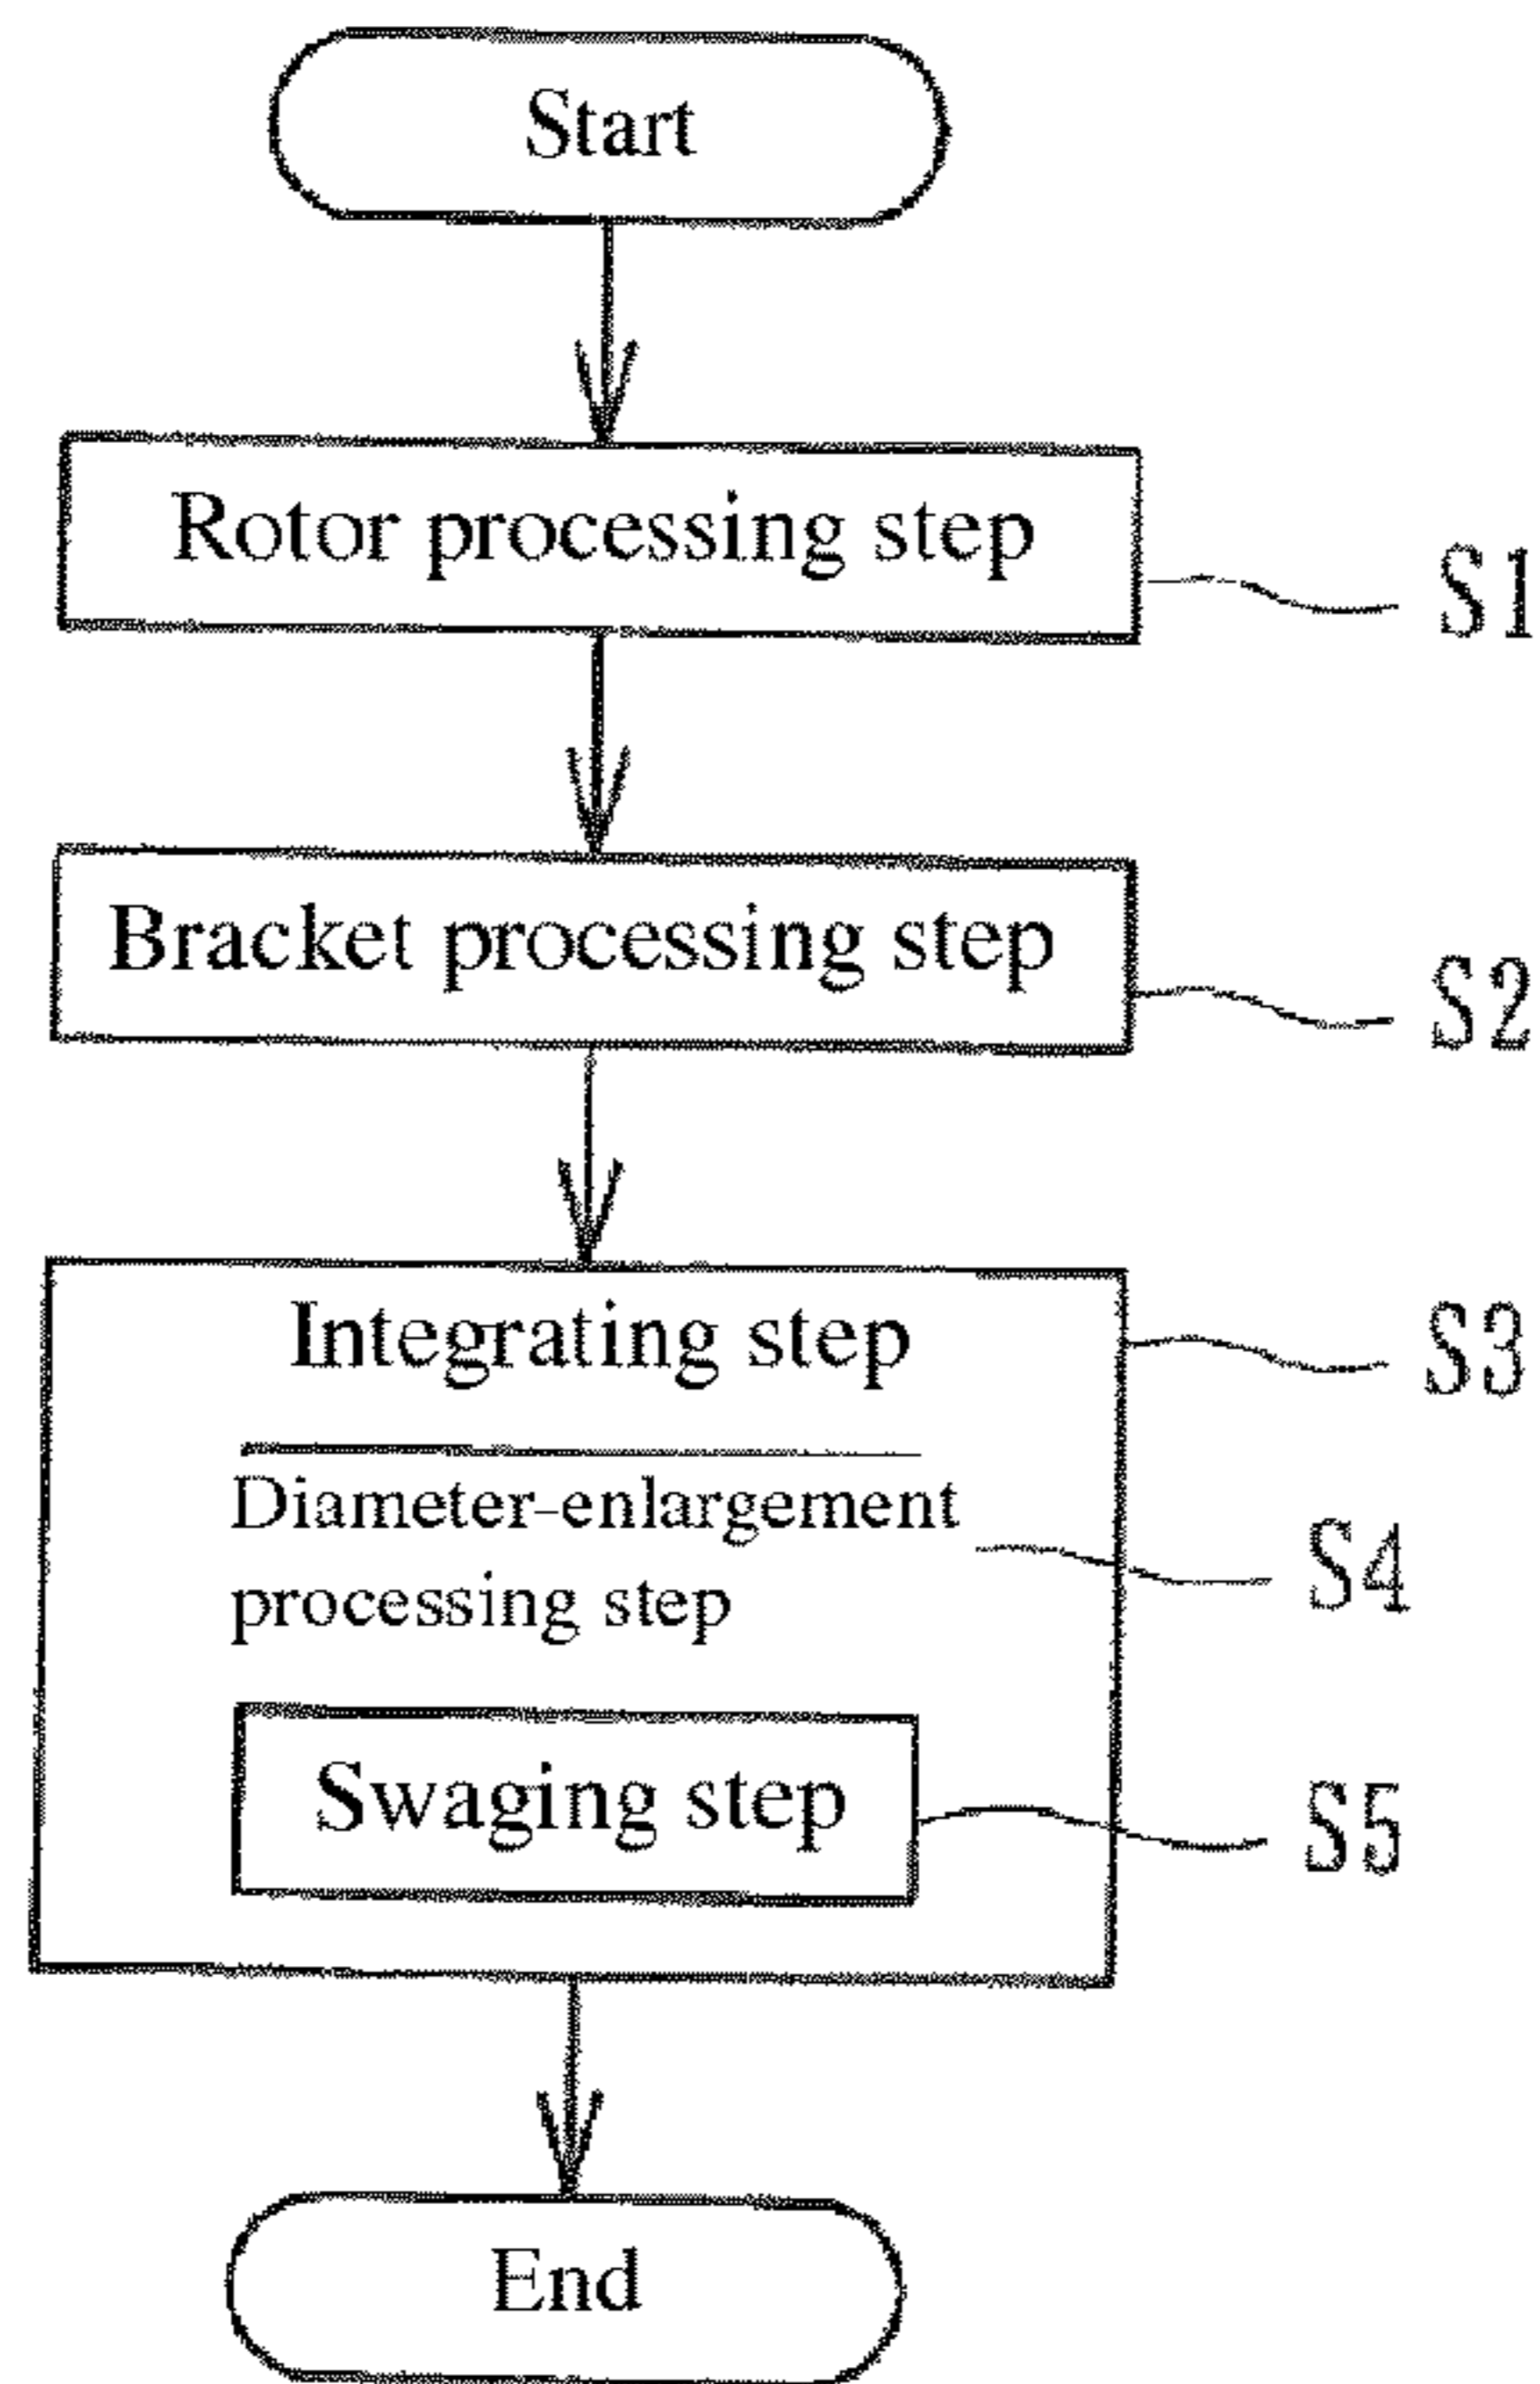 Start
Rotor processing step
S1
Bracket processing step
S2
Integrating step
S3
Diameter-enlargement
processing step
S4
Swaging step
S5
End